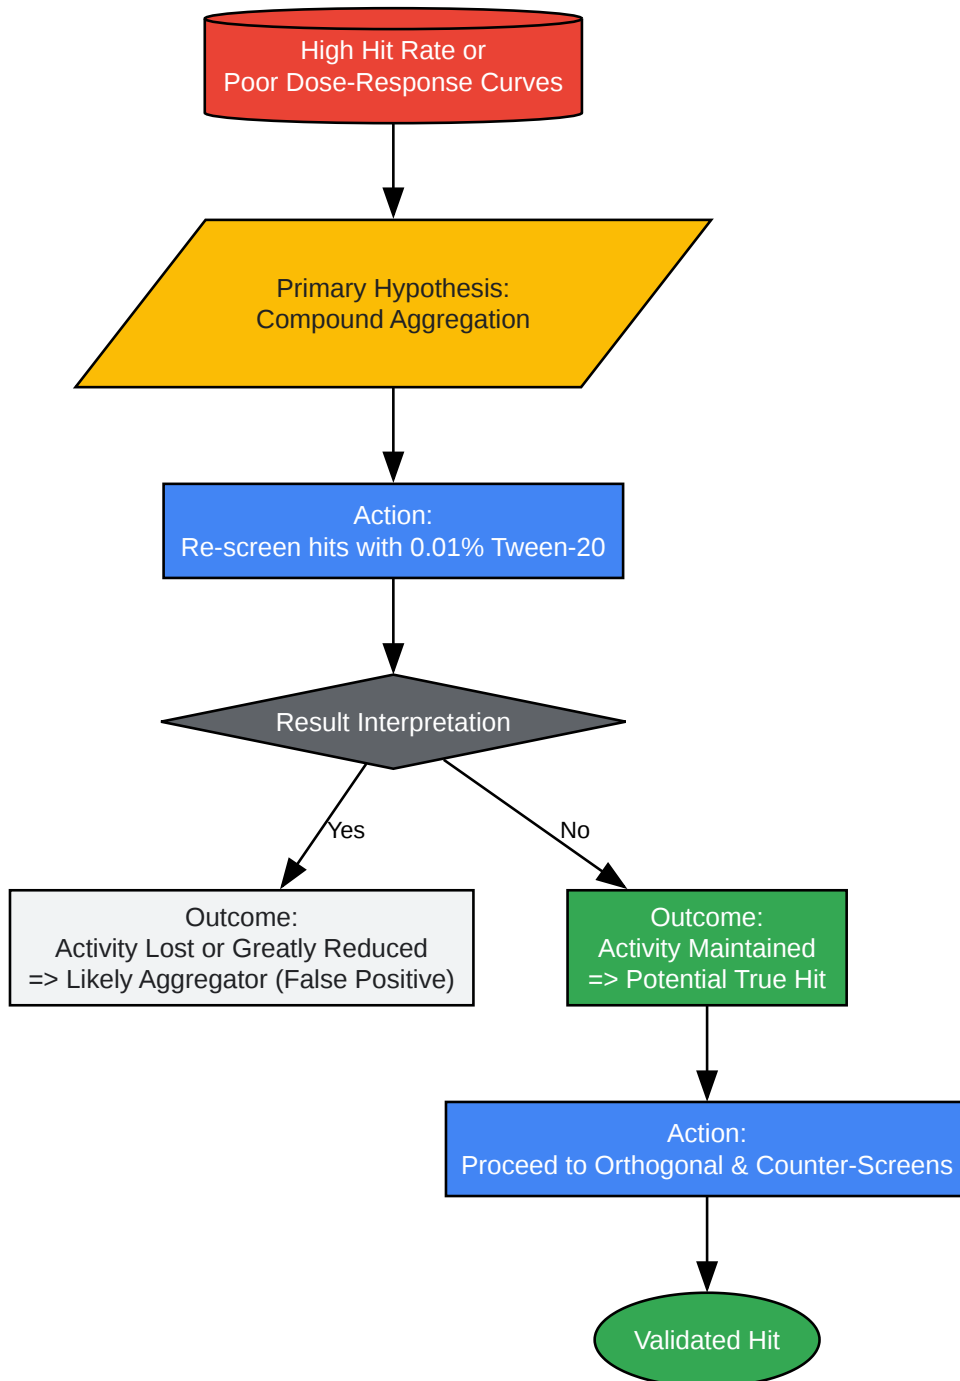 High Hit Rate or
Poor Dose-Response Curves
Primary Hypothesis:
Compound Aggregation
Action:
Re-screen hits with 0.01% Tween-20
Result Interpretation
Yes
No
Outcome:
Activity Lost or Greatly Reduced
=> Likely Aggregator (False Positive)
Outcome:
Activity Maintained
=> Potential True Hit
Action:
Proceed to Orthogonal & Counter-Screens
Validated Hit